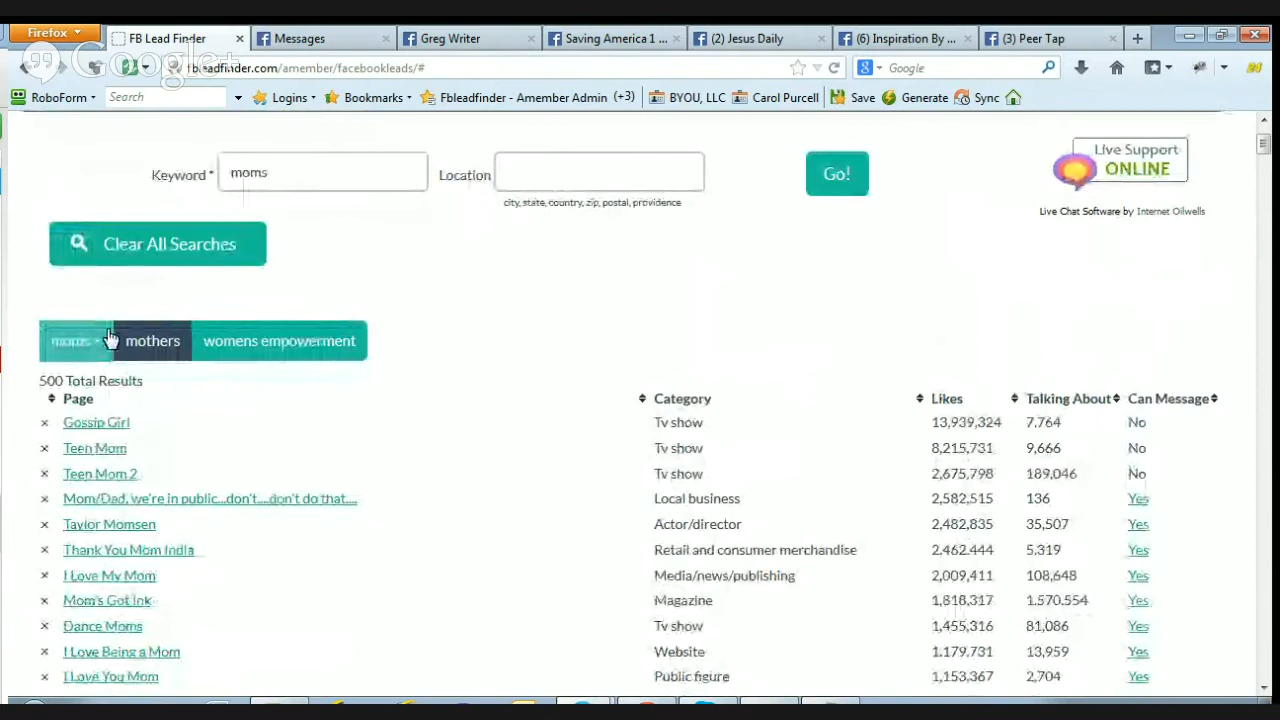 Firefox
FB Lead Finder
Messages
Greg Writer
Saving America 1 ...
(2) Jesus Daily
(6) Inspiration By ...
(3) Peer Tap
Google+
fbleadfinder.com/amember/facebookleads/#
Google
RoboForm
Search
Logins
Bookmarks
Fbleadfinder - Amember Admin (+3)
BYOU, LLC
Carol Purcell
Save
Generate
Sync
Keyword *
moms
Location
Go!
Live Support
ONLINE
city, state, country, zip, postal, providence
Live Chat Software by Internet Oilwells
Clear All Searches
moms
mothers
womens empowerment
500 Total Results
Page Category Likes Talking About Can Message
Gossip Girl Tv show 13,939,324 7,764 No
Teen Mom Tv show 8,215,731 9,666 No
Teen Mom 2 Tv show 2,675,798 189,046 No
Mom/Dad, we're in public...don't....don't do that.... Local business 2,582,515 136 Yes
Taylor Momsen Actor/director 2,482,835 35,507 Yes
Thank You Mom India Retail and consumer merchandise 2,462,444 5,319 Yes
I Love My Mom Media/news/publishing 2,009,411 108,648 Yes
Mom's Got Ink Magazine 1,818,317 1,570,554 Yes
Dance Moms Tv show 1,455,316 81,086 Yes
I Love Being a Mom Website 1,179,731 13,959 Yes
I Love You Mom Public figure 1,153,367 2,704 Yes